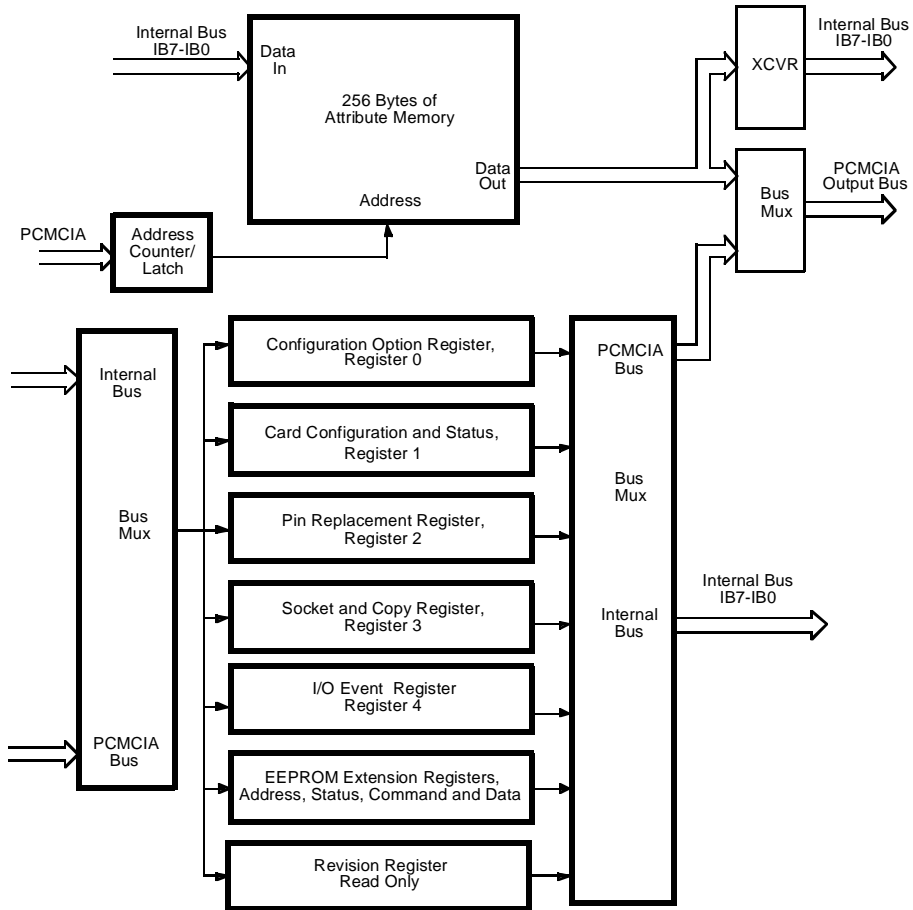 Internal Bus
IB7-IB0
Data
In
256 Bytes of
Attribute Memory
Data
Out
Address
XCVR
Internal Bus
IB7-IB0
Bus
Mux
PCMCIA
Output Bus
PCMCIA
Address
Counter/
Latch
Internal
Bus
Bus
Mux
PCMCIA
Bus
Configuration Option Register,
Register 0
Card Configuration and Status,
Register 1
Pin Replacement Register,
Register 2
Socket and Copy Register,
Register 3
I/O Event Register
Register 4
EEPROM Extension Registers,
Address, Status, Command and Data
Revision Register
Read Only
PCMCIA
Bus
Bus
Mux
Internal
Bus
Internal Bus
IB7-IB0